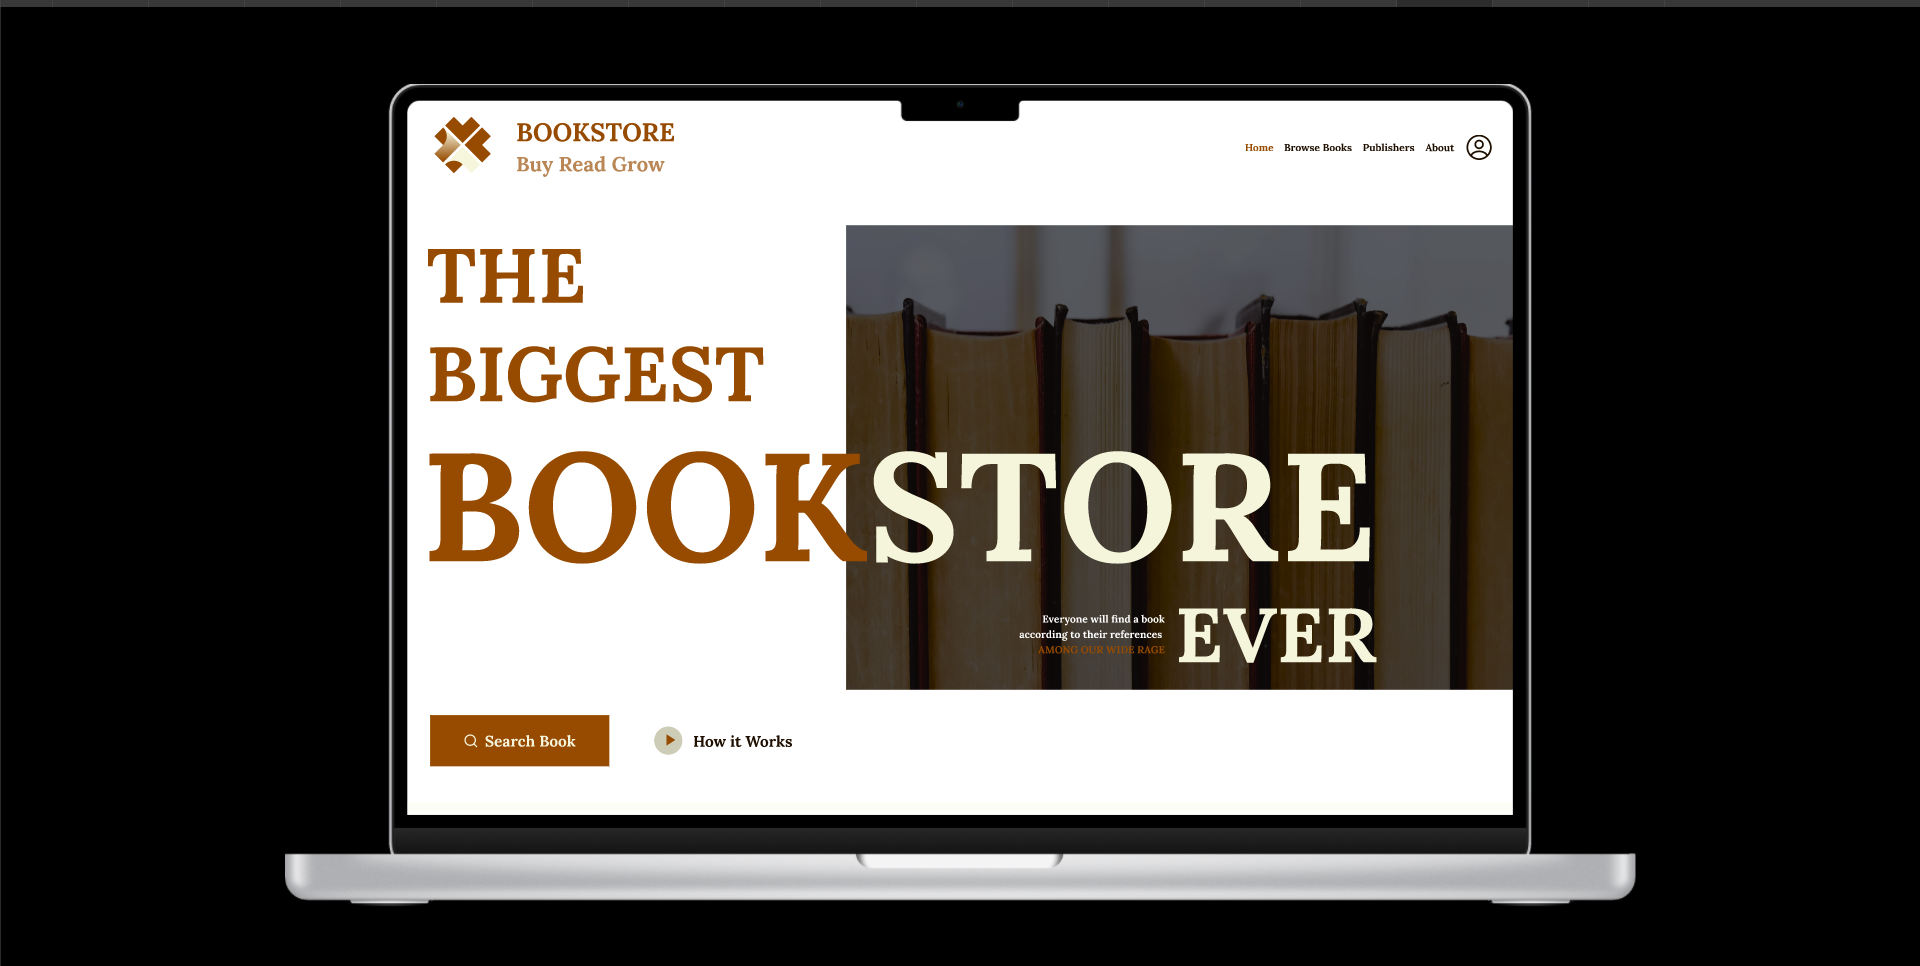 BOOKSTORE
Buy Read Grow
Home Browse Books Publishers About
THE
BIGGEST
BOOKSTORE
Everyone will find a book
according to their references
AMONG OUR WIDE RAGE
EVER
Search Book
How it Works